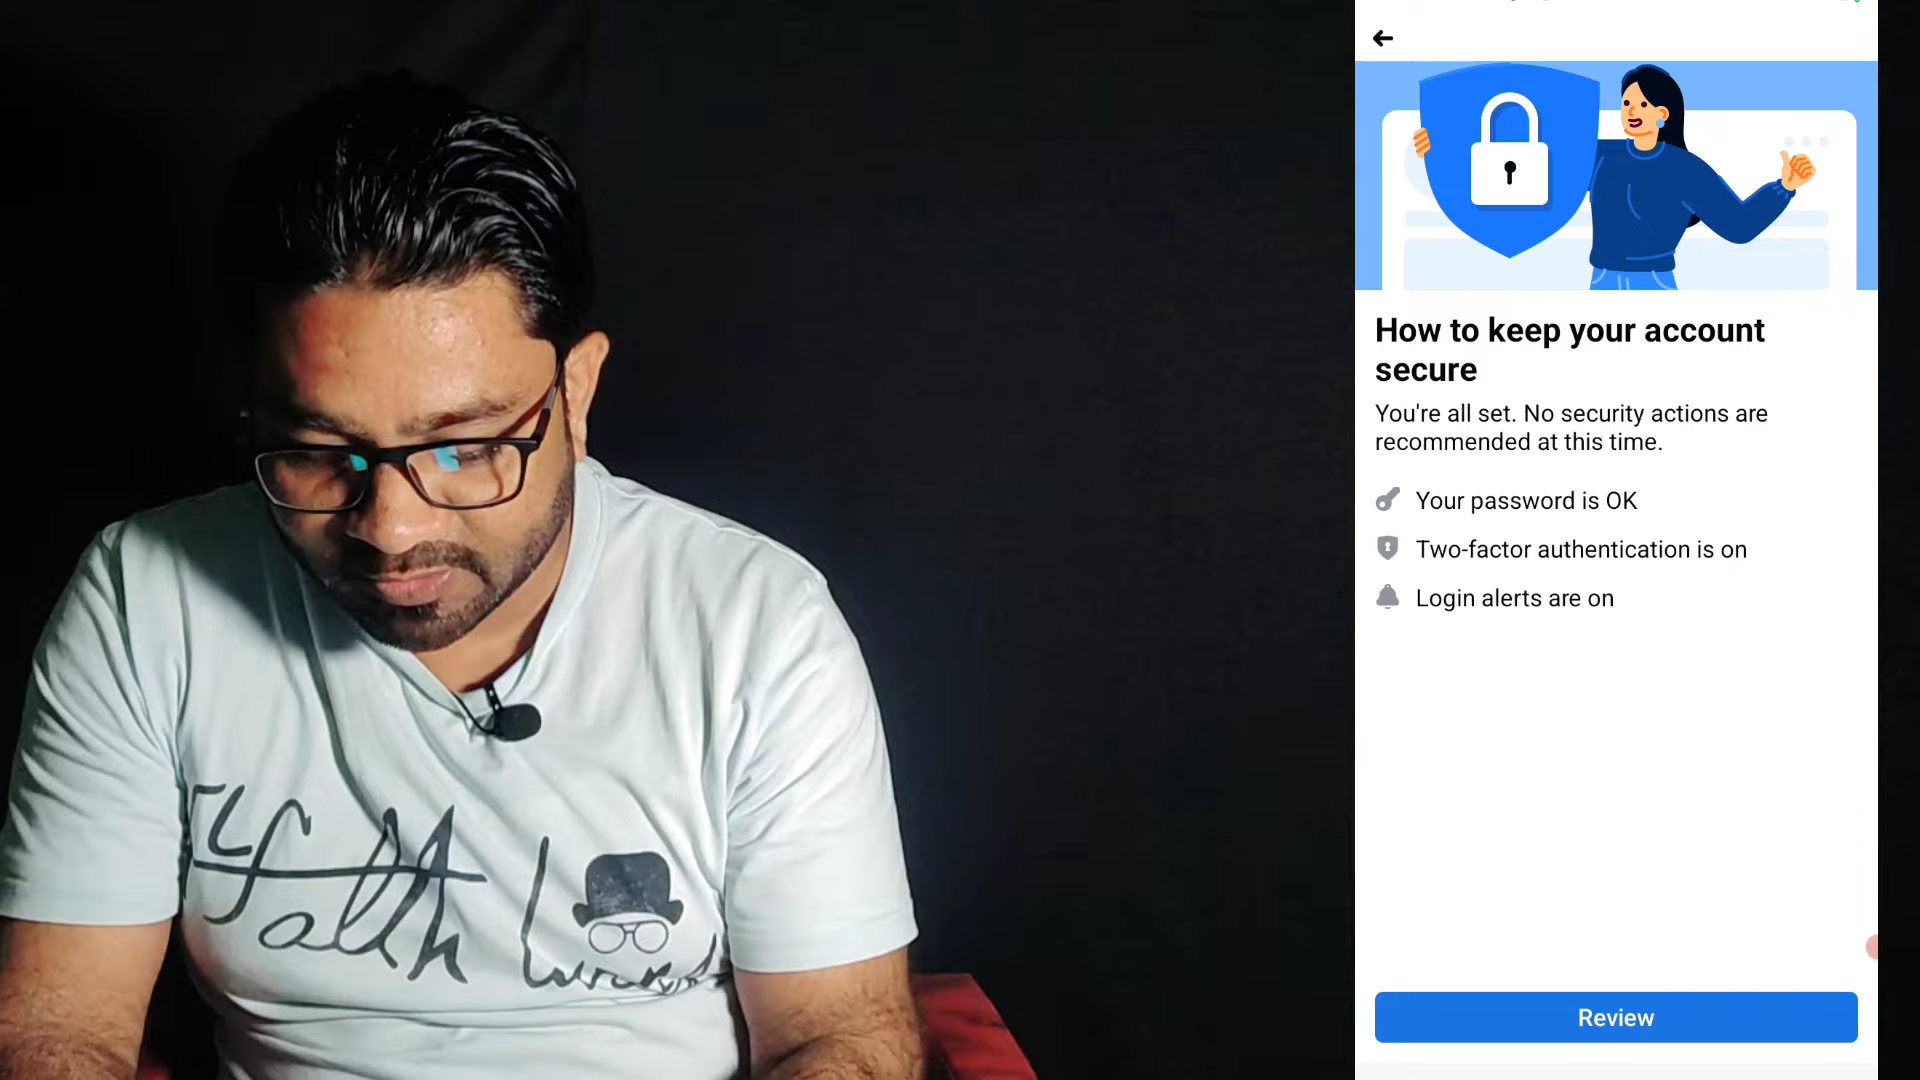 How to keep your account
secure
You're all set. No security actions are
recommended at this time.
Your password is OK
Two-factor authentication is on
Login alerts are on
Review